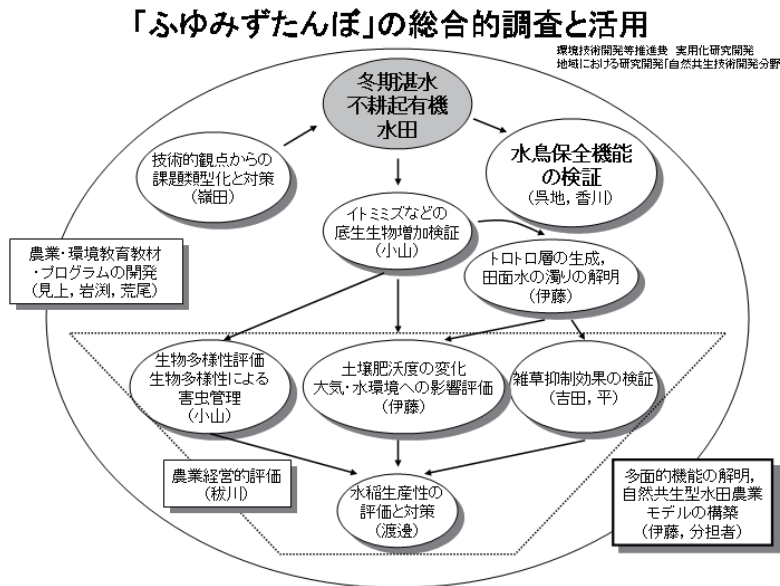 「ふゆみずたんぼ」の総合的調査と活用
環境技術開発等推進費 実用化研究開発
地域における研究開発「自然共生技術開発分野
冬期湛水
不耕起有機
水田
技術的観点からの
課題類型化と対策
(嶺田)
水鳥保全機能
の検証
(呉地, 香川)
イトミミズなどの
底生生物増加検証
(小山)
農業・環境教育教材
・プログラムの開発
(見上, 岩渕, 荒尾)
トロトロ層の生成,
田面水の濁りの解明
(伊藤)
生物多様性評価
生物多様性による
害虫管理
(小山)
土壌肥沃度の変化
大気・水環境への影響評価
(伊藤)
雑草抑制効果の検証
(吉田, 平)
農業経営的評価
(秡川)
水稲生産性の
評価と対策
(渡邊)
多面的機能の解明,
自然共生型水田農業
モデルの構築
(伊藤, 分担者)